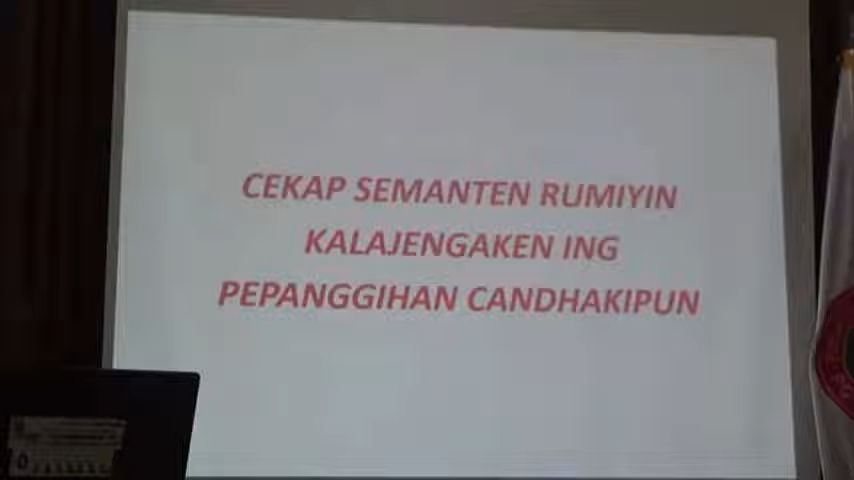 CEKAP SEMANTEN RUMIYIN
KALAJENGAKEN ING
PEPANGGIHAN CANDHAKIPUN